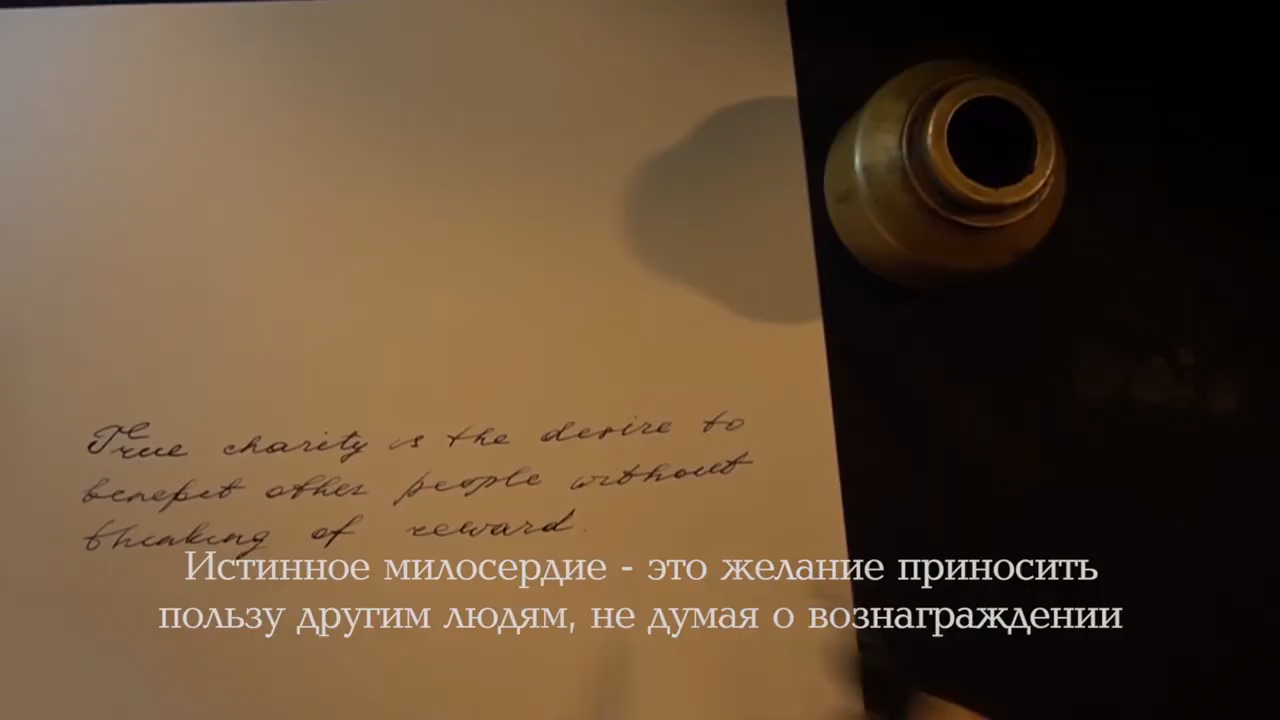 True charity is the desire to
benefit other people without
thinking of reward.
Истинное милосердие - это желание приносить
пользу другим людям, не думая о вознаграждении